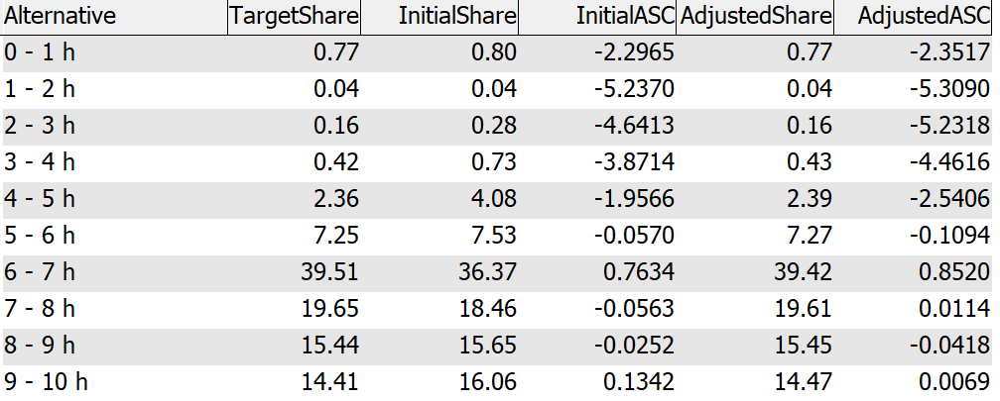 Alternative TargetShare InitialShare InitialASC AdjustedShare AdjustedASC
0 - 1 h 0.77 0.80 -2.2965 0.77 -2.3517
1 - 2 h 0.04 0.04 -5.2370 0.04 -5.3090
2 - 3 h 0.16 0.28 -4.6413 0.16 -5.2318
3 - 4 h 0.42 0.73 -3.8714 0.43 -4.4616
4 - 5 h 2.36 4.08 -1.9566 2.39 -2.5406
5 - 6 h 7.25 7.53 -0.0570 7.27 -0.1094
6 - 7 h 39.51 36.37 0.7634 39.42 0.8520
7 - 8 h 19.65 18.46 -0.0563 19.61 0.0114
8 - 9 h 15.44 15.65 -0.0252 15.45 -0.0418
9 - 10 h 14.41 16.06 0.1342 14.47 0.0069